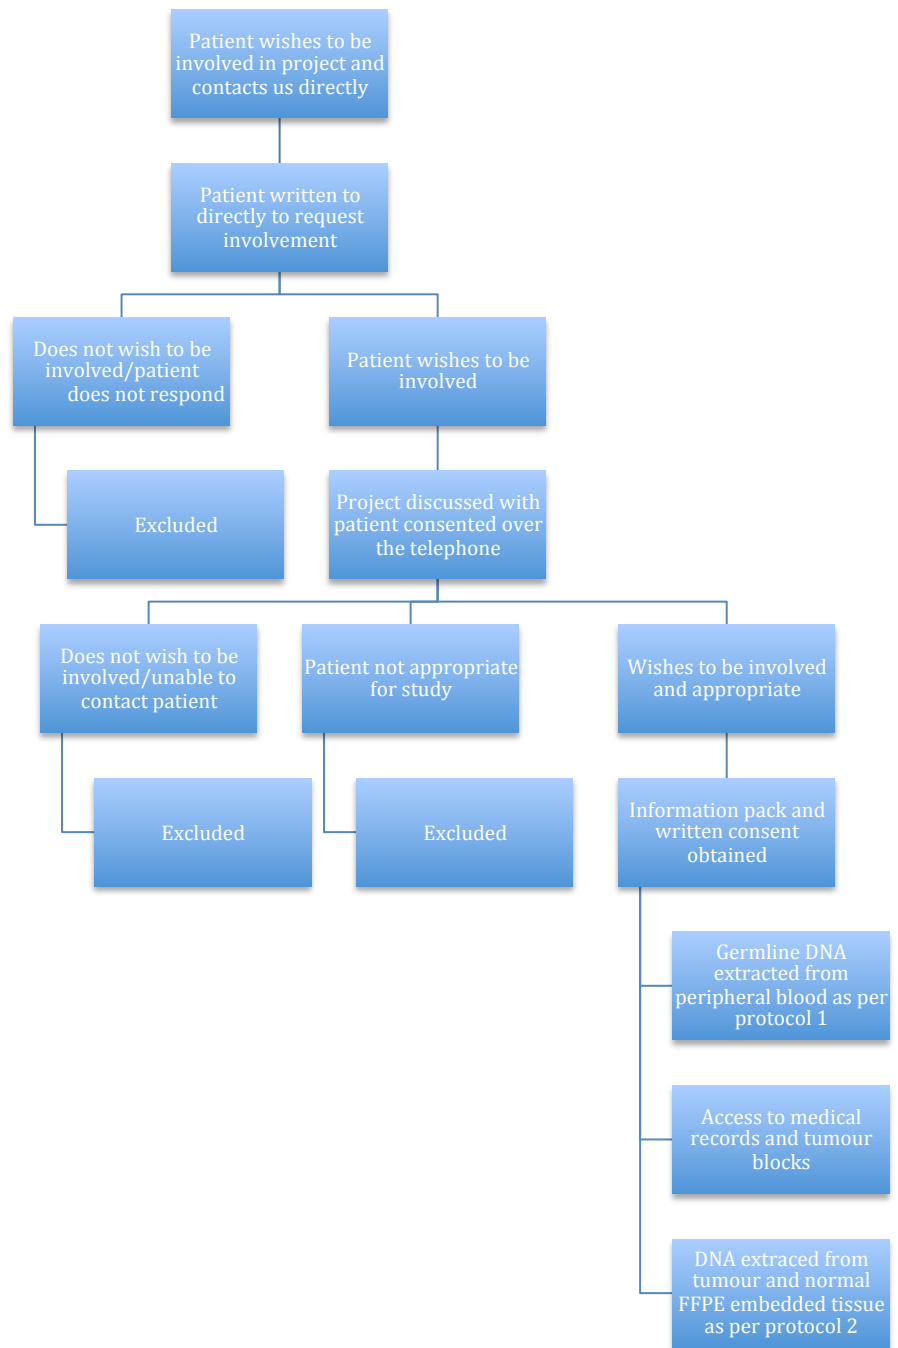 Patient wishes to be
involved in project and
contacts us directly
Patient written to
directly to request
involvement
Does not wish to be
involved/patient
does not respond
Patient wishes to be
involved
Excluded
Project discussed with
patient consented over
the telephone
Does not wish to be
involved/unable to
contact patient
Patient not appropriate
for study
Wishes to be involved
and appropriate
Excluded
Excluded
Information pack and
written consent
obtained
Germline DNA
extracted from
peripheral blood as per
protocol 1
Access to medical
records and tumour
blocks
DNA extraced from
tumour and normal
FFPE embedded tissue
as per protocol 2